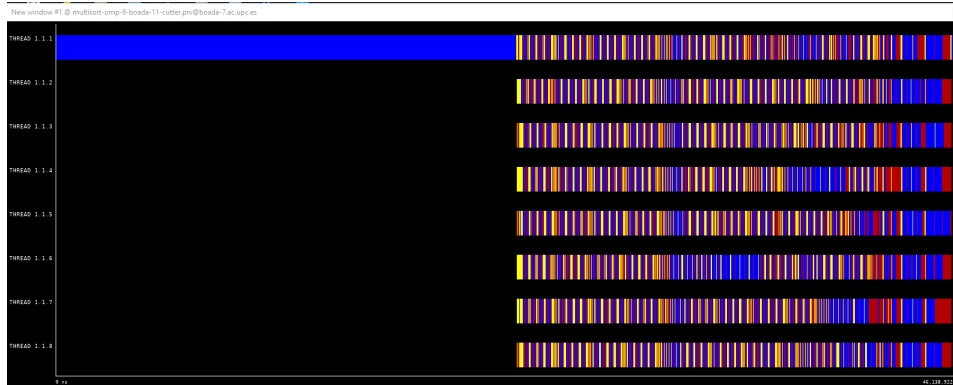 New window #1 @ multisort-omp-8-boada-11-cutter.prv@boada-7.ac.upc.es
THREAD 1.1.1
THREAD 1.1.2
THREAD 1.1.3
THREAD 1.1.4
THREAD 1.1.5
THREAD 1.1.6
THREAD 1.1.7
THREAD 1.1.8
0 ns